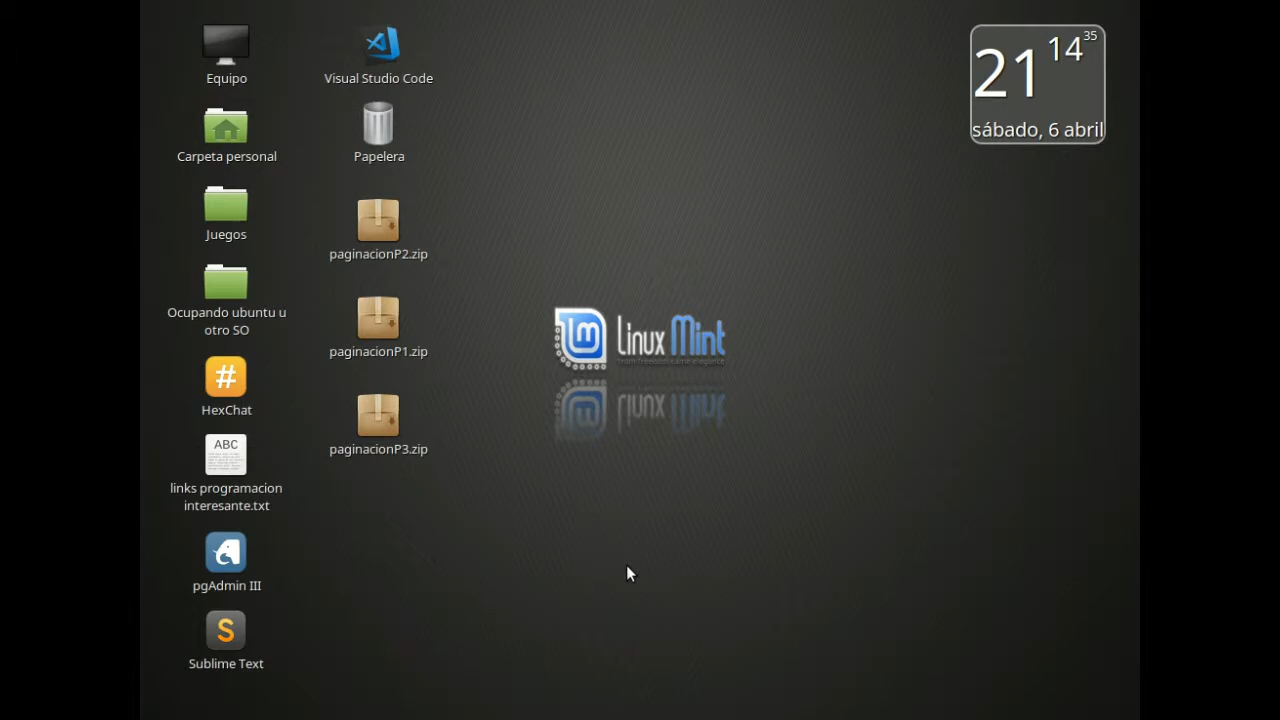 Equipo
Carpeta personal
Juegos
Ocupando ubuntu u
otro SO
#
HexChat
ABC
links programacion
interesante.txt
pgAdmin III
S
Sublime Text
Visual Studio Code
Papelera
paginacionP2.zip
paginacionP1.zip
paginacionP3.zip
Linux Mint
21 14 35
sábado, 6 abril